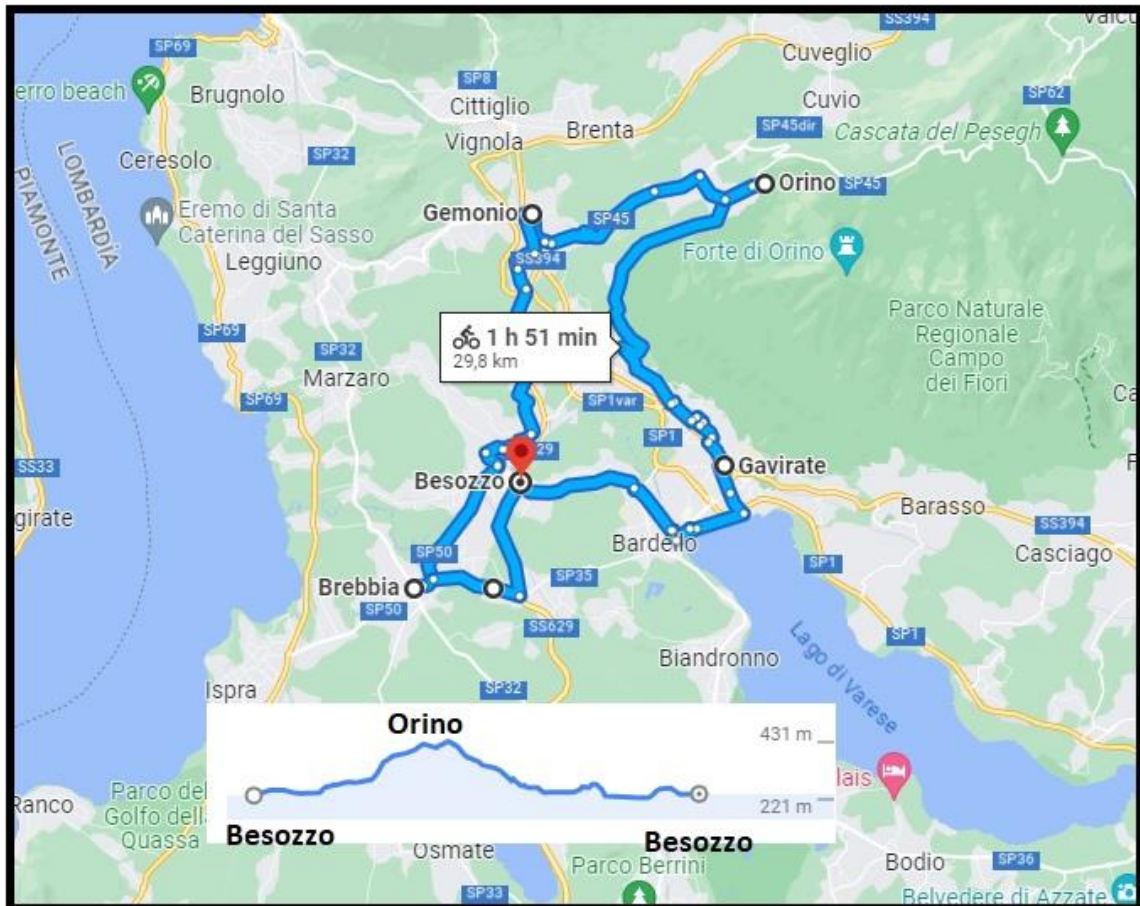 SP69
SS394
SP8
Cuveglio
erro beach
Brugnolo
Cittiglio
Cuvio
SP62
Vignola
Brenta
SP45dir
Cascata del Pesegh
SP32
Ceresolo
LOMBARDÍA
PIAMONTE
Orino
SP45
Gemonio
SP45
Eremo di Santa
Caterina del Sasso
Leggiuno
SS394
Forte di Orino
Parco Naturale
Regionale
Campo
dei Fiori
SP69
1 h 51 min
29,8 km
SP32
Marzaro
SP69
SP1var
SP1
SS33
29
Besozzo
Gavirate
girate
Barasso
SS394
Bardello
Casciago
SP50
SP35
SP1
Brebbia
SP50
SS629
Lago di Varese
SP1
Biandronno
Ispra
SP32
Orino
431 m
lais
Ranco
Parco del
Golfo della
Quassa
221 m
Besozzo
Besozzo
Osmate
Parco Berrini
Bodio
SP36
SP33
Belvedere di Azzate